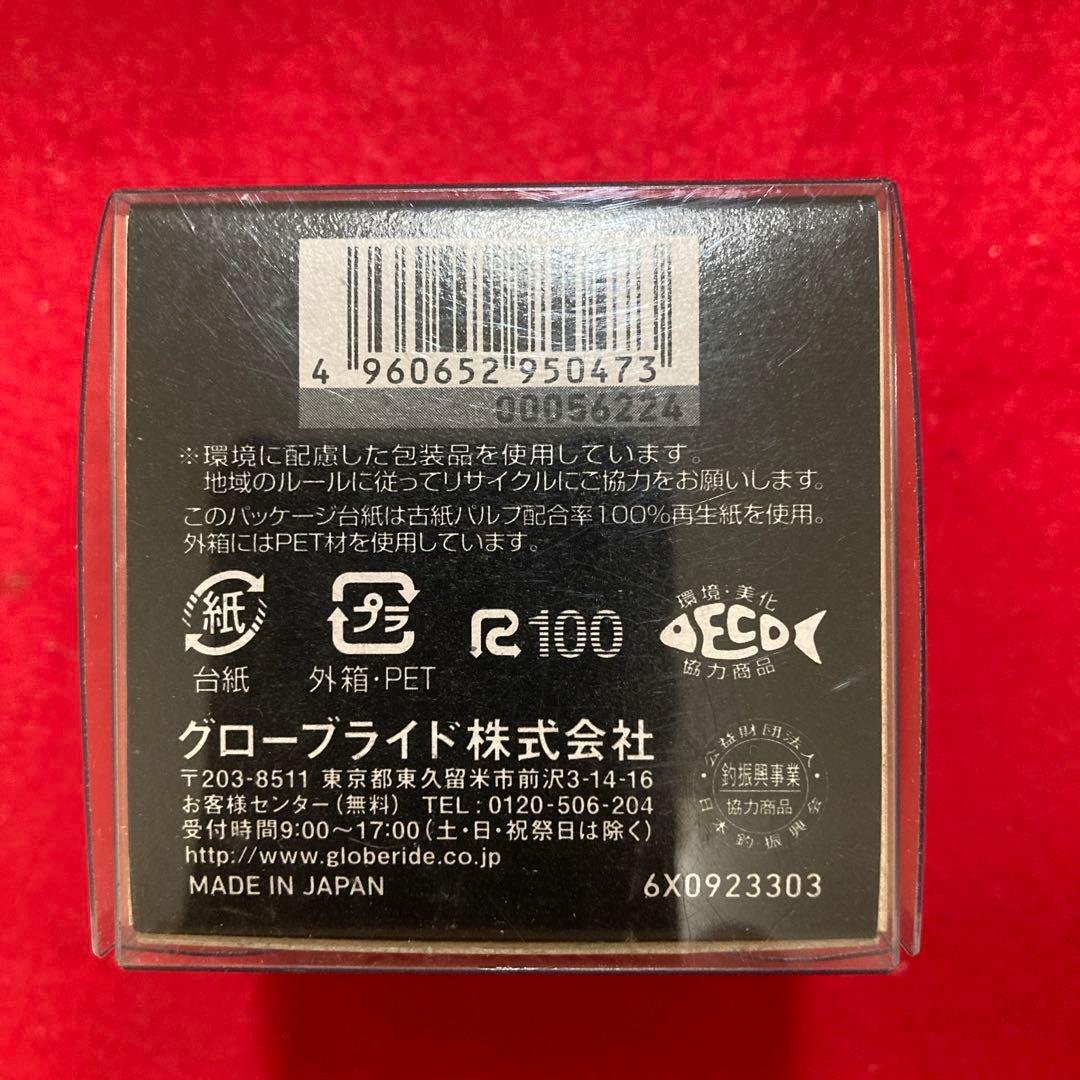 4 960652 950473
00056224
※環境に配慮した包装品を使用しています。
地域のルールに従ってリサイクルにご協力をお願いします。
このパッケージ台紙は古紙パルプ配合率100%再生紙を使用。
外箱にはPET材を使用しています。
紙
台紙
プラ
外箱・PET
R100
環境・美化
ECO
協力商品
グローブライド株式会社
〒203-8511 東京都東久留米市前沢3-14-16
お客様センター(無料) TEL:0120-506-204
受付時間9:00〜17:00(土・日・祝祭日は除く)
http://www.globeride.co.jp
MADE IN JAPAN
公益財団法人
釣振興事業
協力商品
日本釣振興会
6X0923303